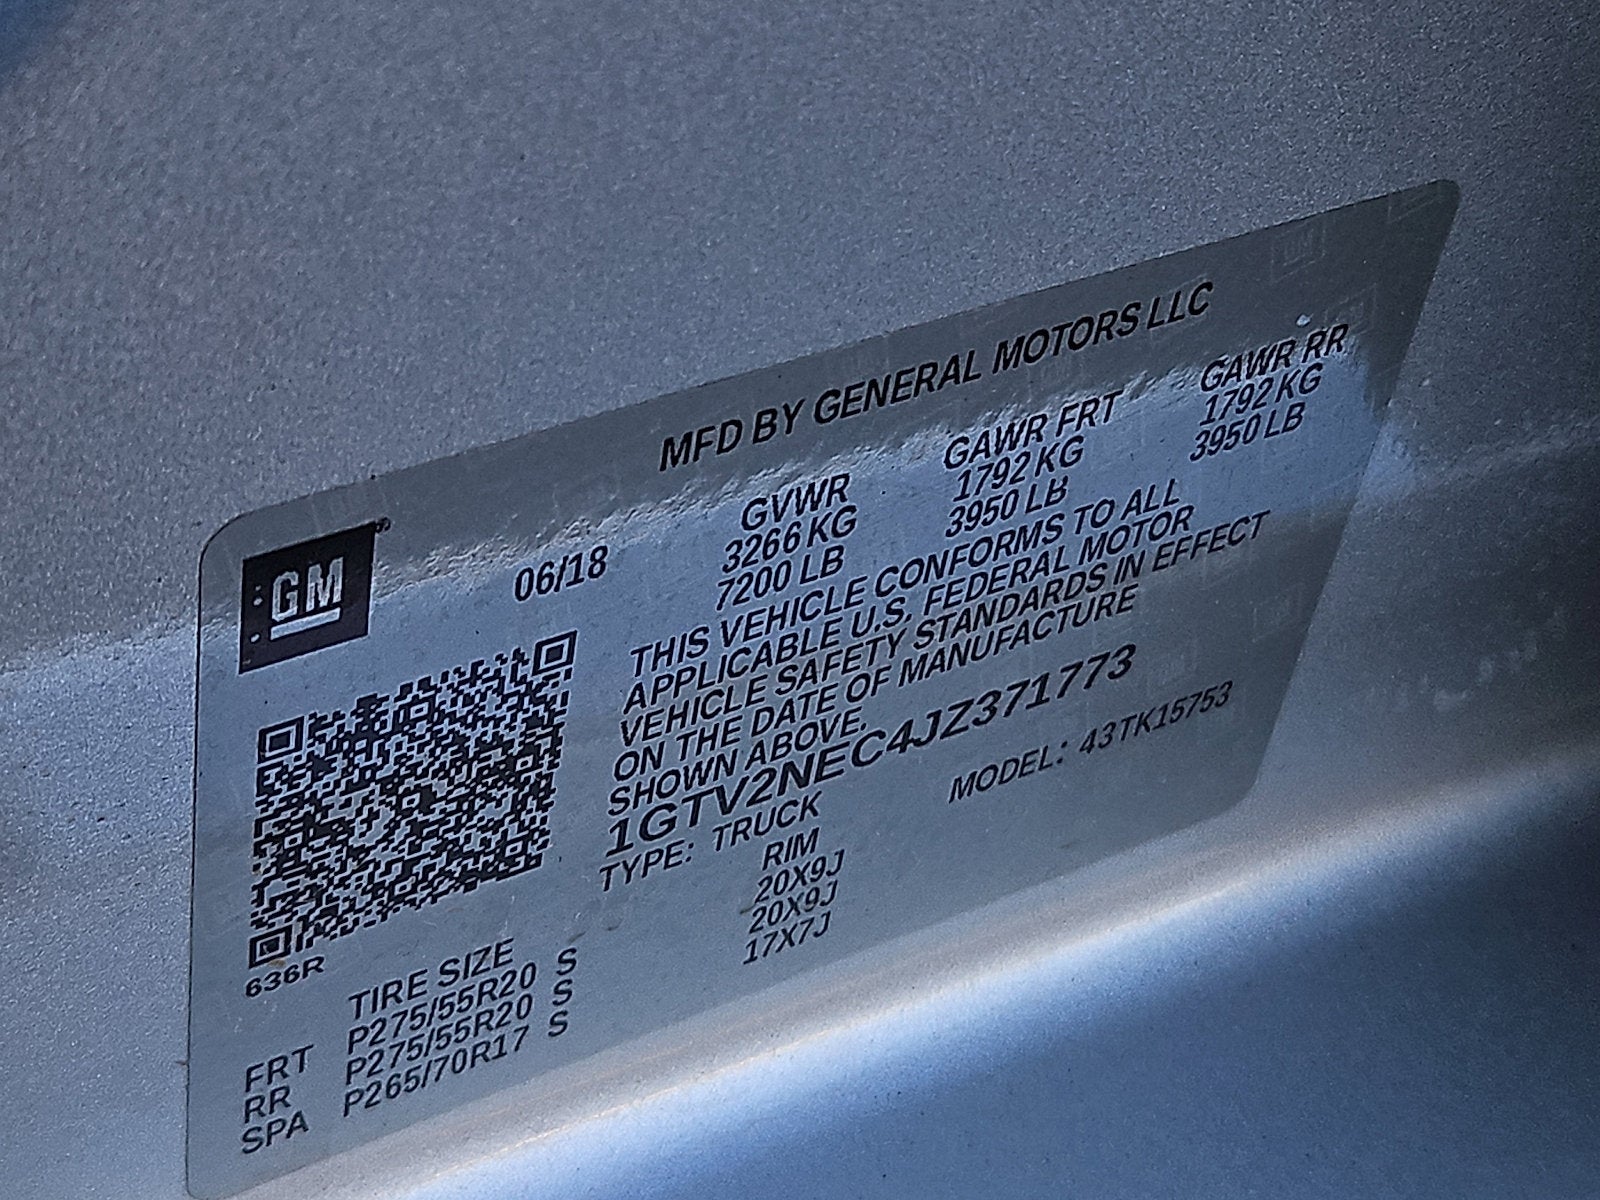 MFD BY GENERAL MOTORS LLC
GM
06/18
GVWR GAWR FRT GAWR RR
3266 KG 1792 KG 1792 KG
7200 LB 3950 LB 3950 LB
THIS VEHICLE CONFORMS TO ALL
APPLICABLE U.S. FEDERAL MOTOR
VEHICLE SAFETY STANDARDS IN EFFECT
ON THE DATE OF MANUFACTURE
SHOWN ABOVE.
1GTV2NEC4JZ371773
TYPE: TRUCK MODEL: 43TK15753
636R
TIRE SIZE RIM
FRT P275/55R20 S 20X9J
RR P275/55R20 S 20X9J
SPA P265/70R17 S 17X7J